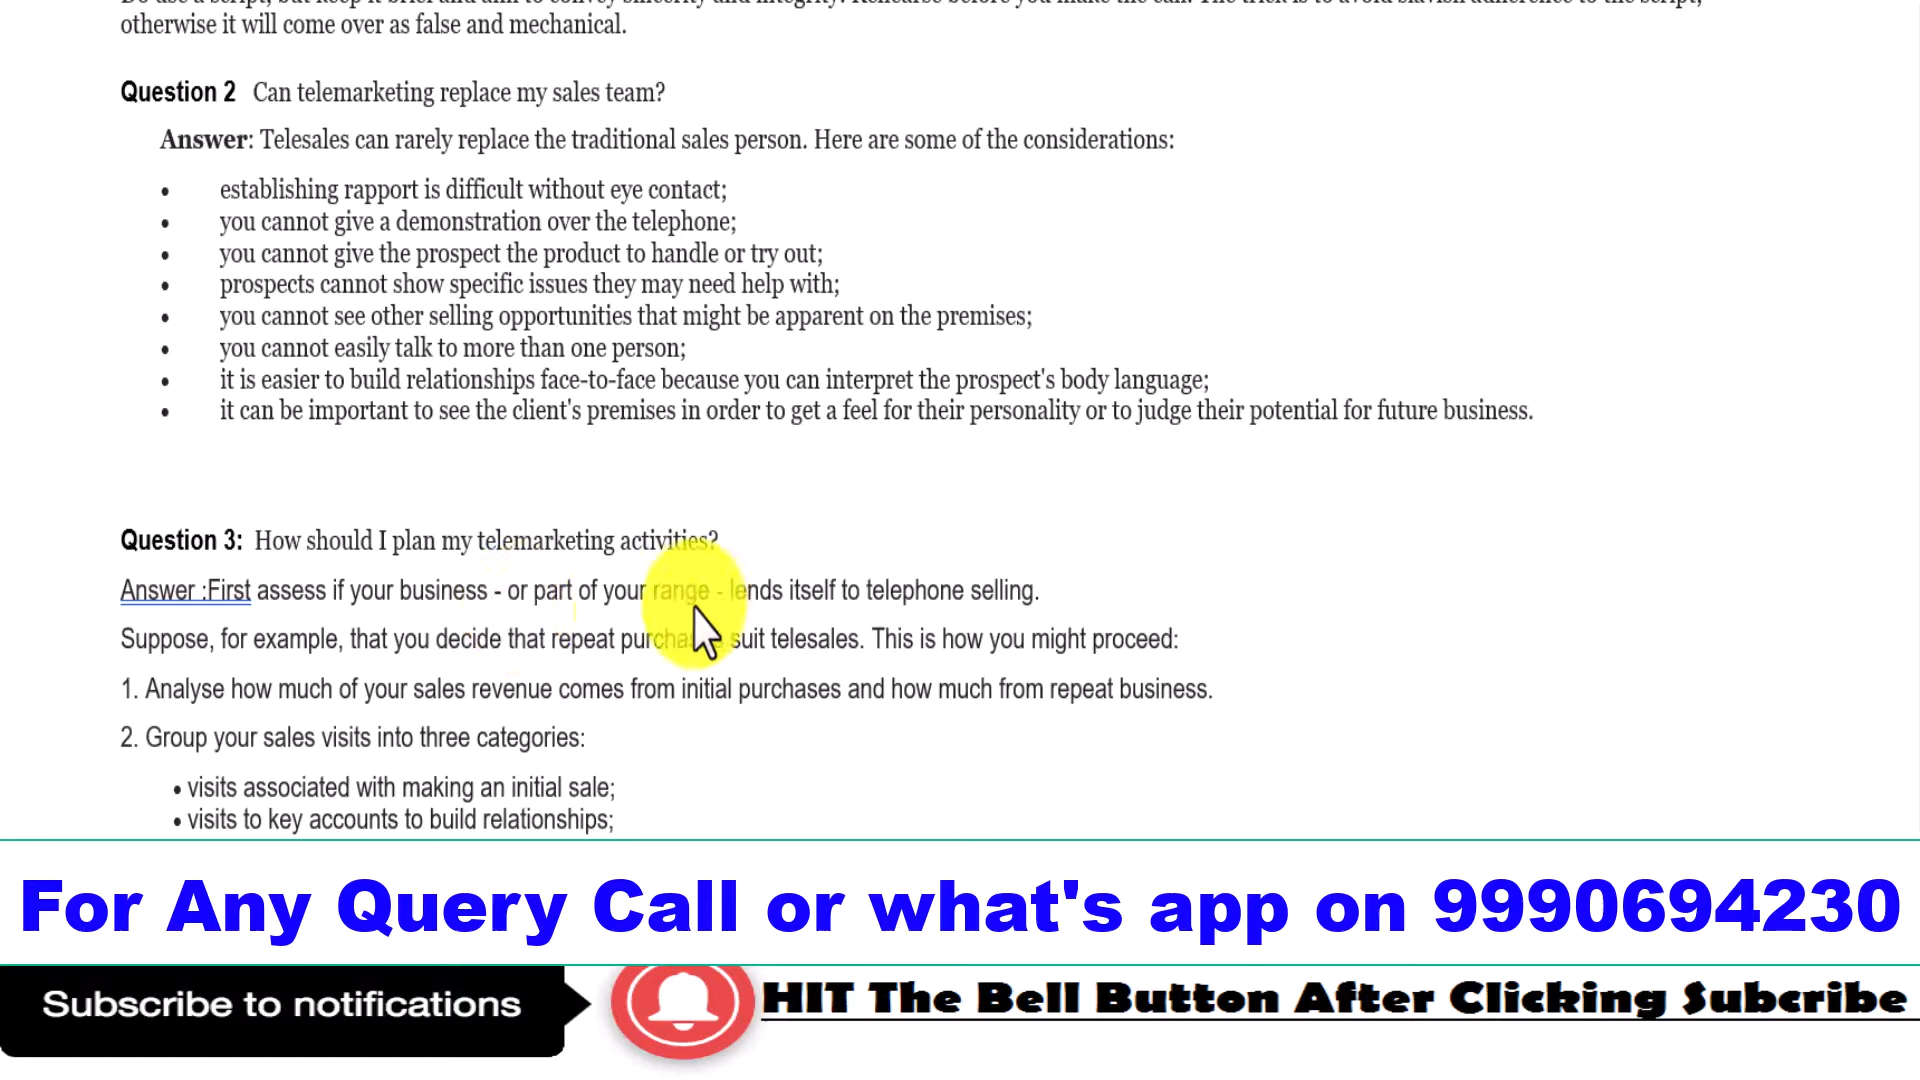 otherwise it will come over as false and mechanical.
Question 2 Can telemarketing replace my sales team?
Answer: Telesales can rarely replace the traditional sales person. Here are some of the considerations:
• establishing rapport is difficult without eye contact;
• you cannot give a demonstration over the telephone;
• you cannot give the prospect the product to handle or try out;
• prospects cannot show specific issues they may need help with;
• you cannot see other selling opportunities that might be apparent on the premises;
• you cannot easily talk to more than one person;
• it is easier to build relationships face-to-face because you can interpret the prospect's body language;
• it can be important to see the client's premises in order to get a feel for their personality or to judge their potential for future business.
Question 3: How should I plan my telemarketing activities?
Answer :First assess if your business - or part of your range - lends itself to telephone selling.
Suppose, for example, that you decide that repeat purchases suit telesales. This is how you might proceed:
1. Analyse how much of your sales revenue comes from initial purchases and how much from repeat business.
2. Group your sales visits into three categories:
• visits associated with making an initial sale;
• visits to key accounts to build relationships;
For Any Query Call or what's app on 9990694230
Subscribe to notifications
HIT The Bell Button After Clicking Subcribe